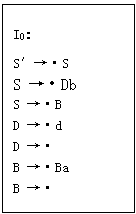 I₀:
S′ →·S
S →·Db
S →·B
D →·d
D →·
B →·Ba
B →·